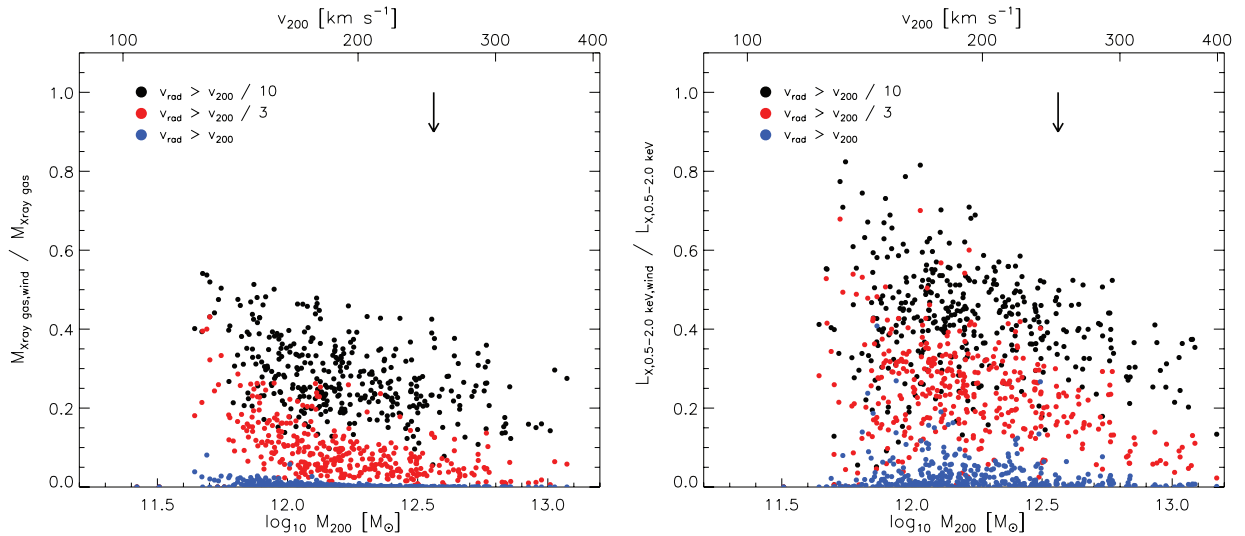 v₂₀₀ [km s⁻¹]
100 200 300 400
v_rad > v₂₀₀ / 10
v_rad > v₂₀₀ / 3
v_rad > v₂₀₀
M_Xray gas,wind / M_Xray gas
1.0
0.8
0.6
0.4
0.2
0.0
11.5 12.0 12.5 13.0
log₁₀ M₂₀₀ [M☉]
v₂₀₀ [km s⁻¹]
100 200 300 400
v_rad > v₂₀₀ / 10
v_rad > v₂₀₀ / 3
v_rad > v₂₀₀
L_X,0.5−2.0 keV,wind / L_X,0.5−2.0 keV
1.0
0.8
0.6
0.4
0.2
0.0
11.5 12.0 12.5 13.0
log₁₀ M₂₀₀ [M☉]